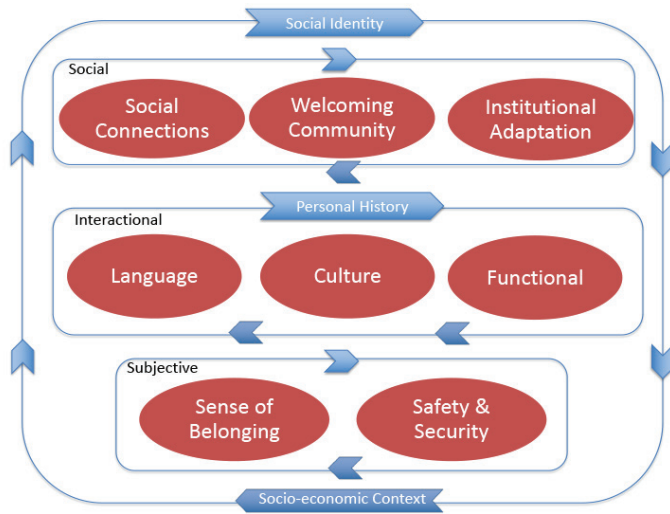 Social Identity
Social
Social
Connections
Welcoming
Community
Institutional
Adaptation
Personal History
Interactional
Language
Culture
Functional
Subjective
Sense of
Belonging
Safety &
Security
Socio-economic Context